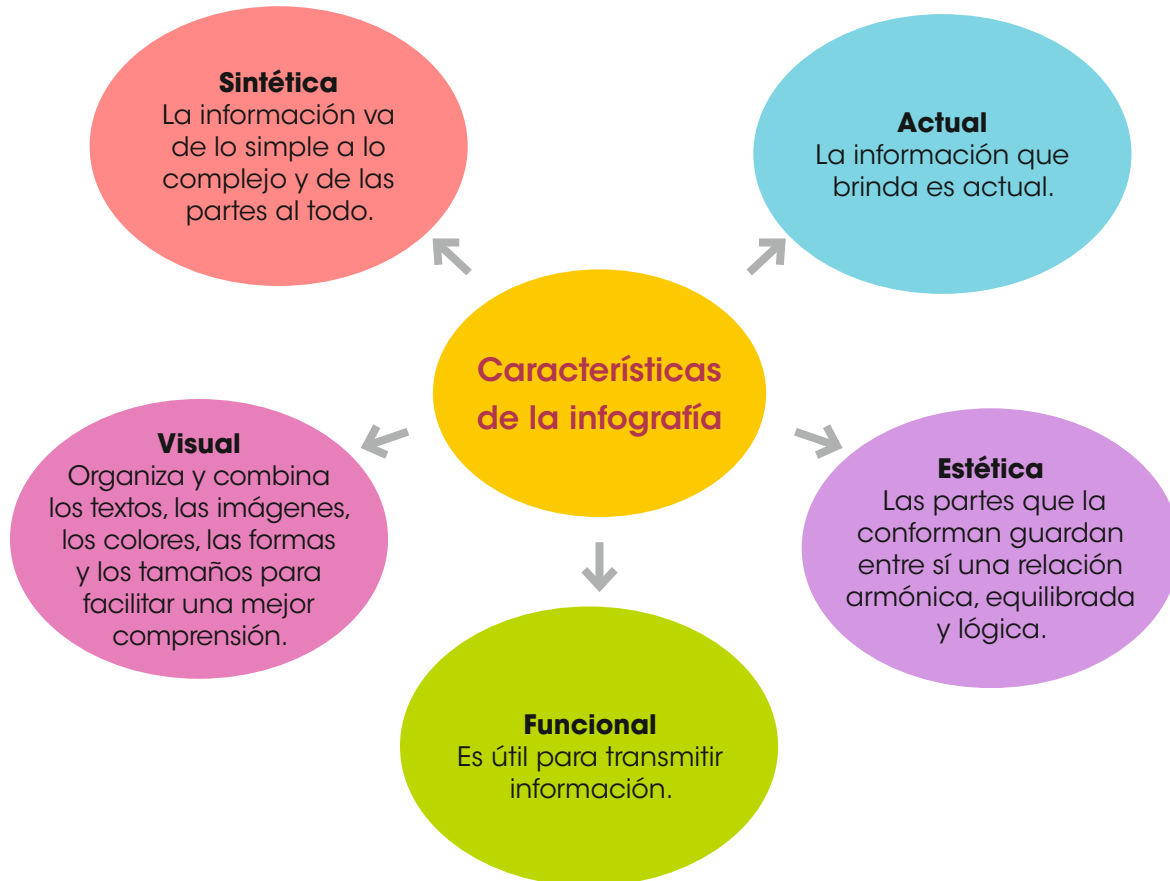 Sintética
La información va
de lo simple a lo
complejo y de las
partes al todo.
Actual
La información que
brinda es actual.
Características
de la infografía
Visual
Organiza y combina
los textos, las imágenes,
los colores, las formas
y los tamaños para
facilitar una mejor
comprensión.
Estética
Las partes que la
conforman guardan
entre sí una relación
armónica, equilibrada
y lógica.
Funcional
Es útil para transmitir
información.